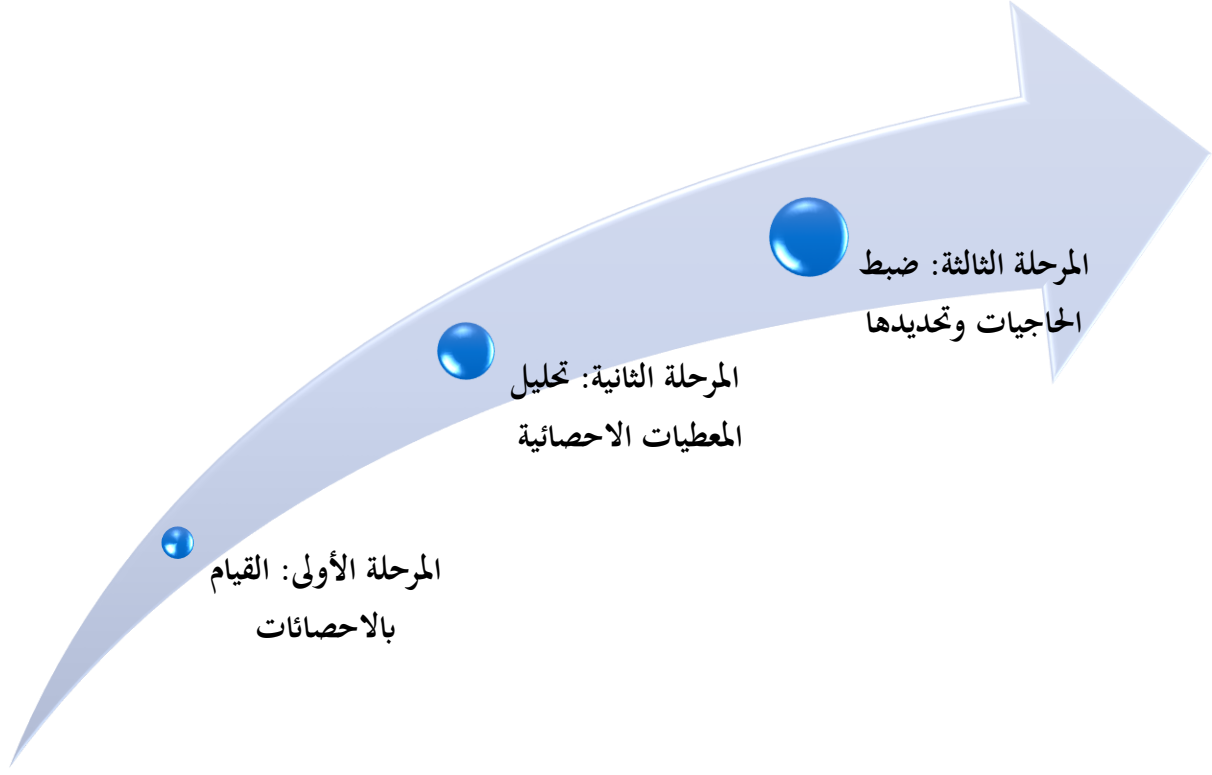 المرحلة الثالثة: ضبط
الحاجيات وتحديدها
المرحلة الثانية: تحليل
المعطيات الاحصائية
المرحلة الأولى: القيام
بالاحصائات